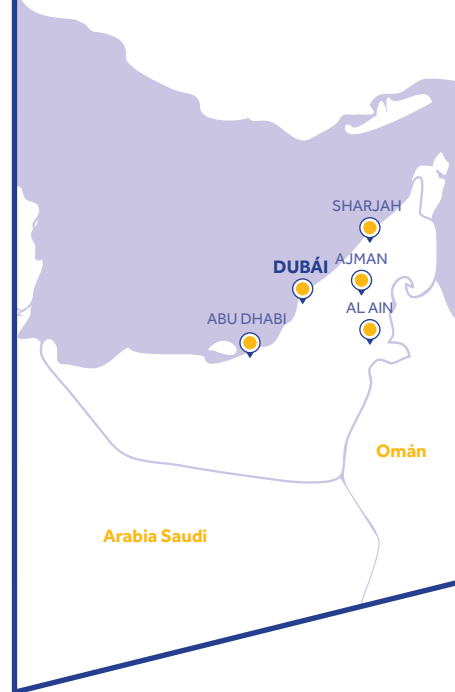 SHARJAH
AJMAN
DUBÁI
AL AIN
ABU DHABI
Omán
Arabia Saudi